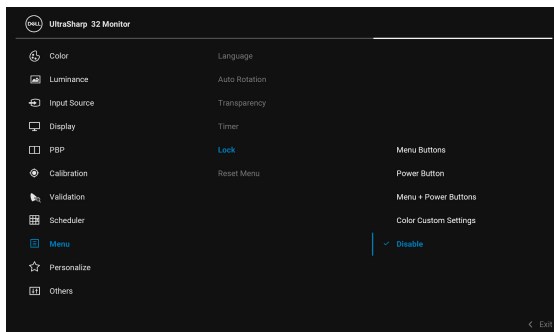 DELL UltraSharp 32 Monitor
Color Language
Luminance Auto Rotation
Input Source Transparency
Display Timer
PBP Lock Menu Buttons
Calibration Reset Menu Power Button
Validation Menu + Power Buttons
Scheduler Color Custom Settings
Menu Disable
Personalize
Others
Exit